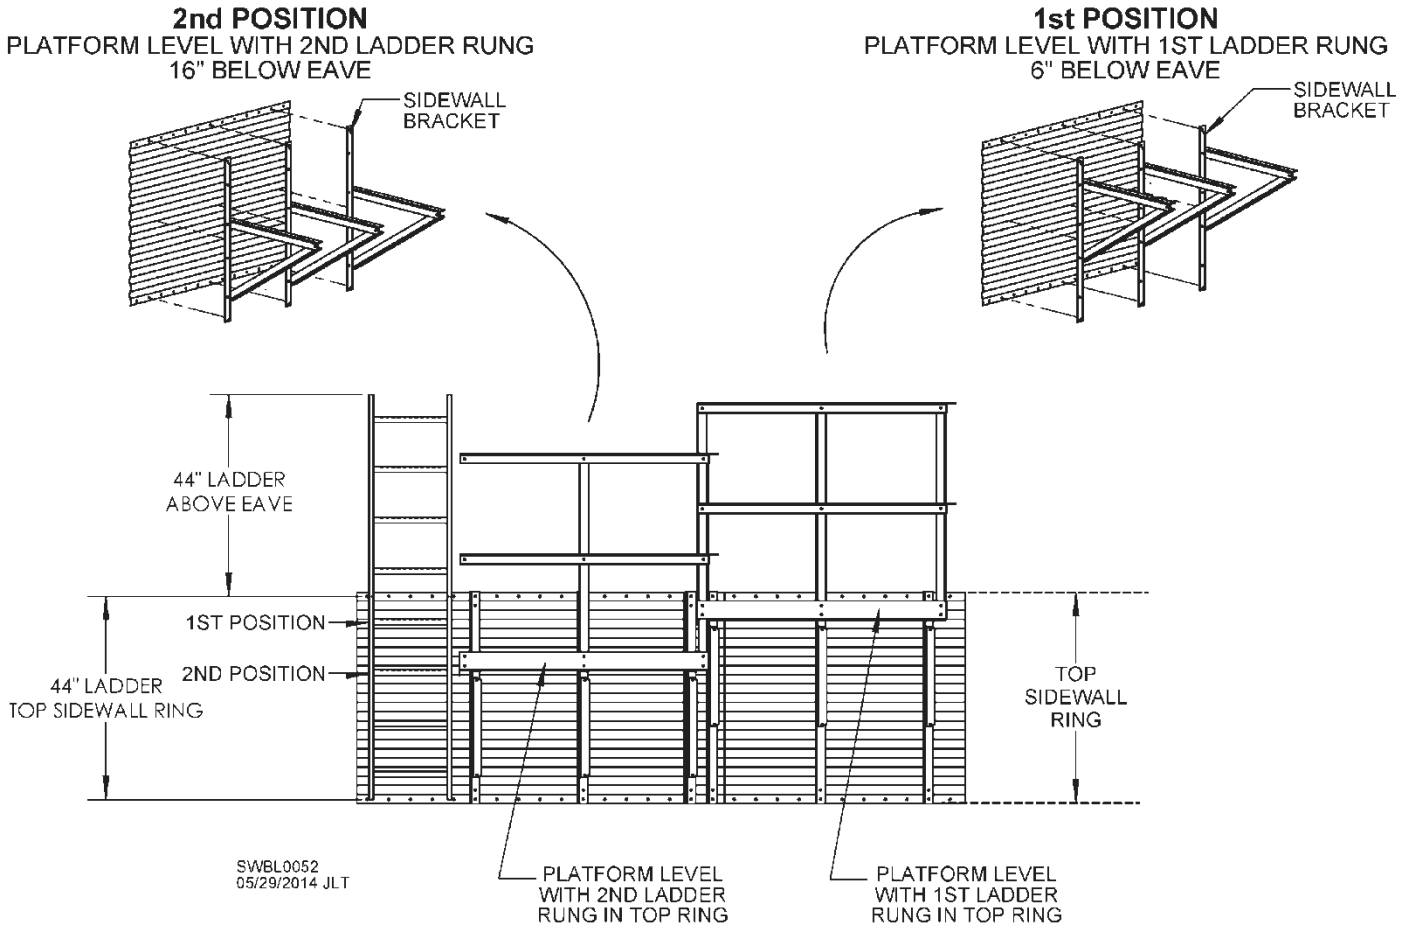 2nd POSITION
PLATFORM LEVEL WITH 2ND LADDER RUNG
16" BELOW EAVE
SIDEWALL
BRACKET
1st POSITION
PLATFORM LEVEL WITH 1ST LADDER RUNG
6" BELOW EAVE
SIDEWALL
BRACKET
44" LADDER
ABOVE EAVE
1ST POSITION
2ND POSITION
44" LADDER
TOP SIDEWALL RING
TOP
SIDEWALL
RING
SWBL0052
05/29/2014 JLT
PLATFORM LEVEL
WITH 2ND LADDER
RUNG IN TOP RING
PLATFORM LEVEL
WITH 1ST LADDER
RUNG IN TOP RING